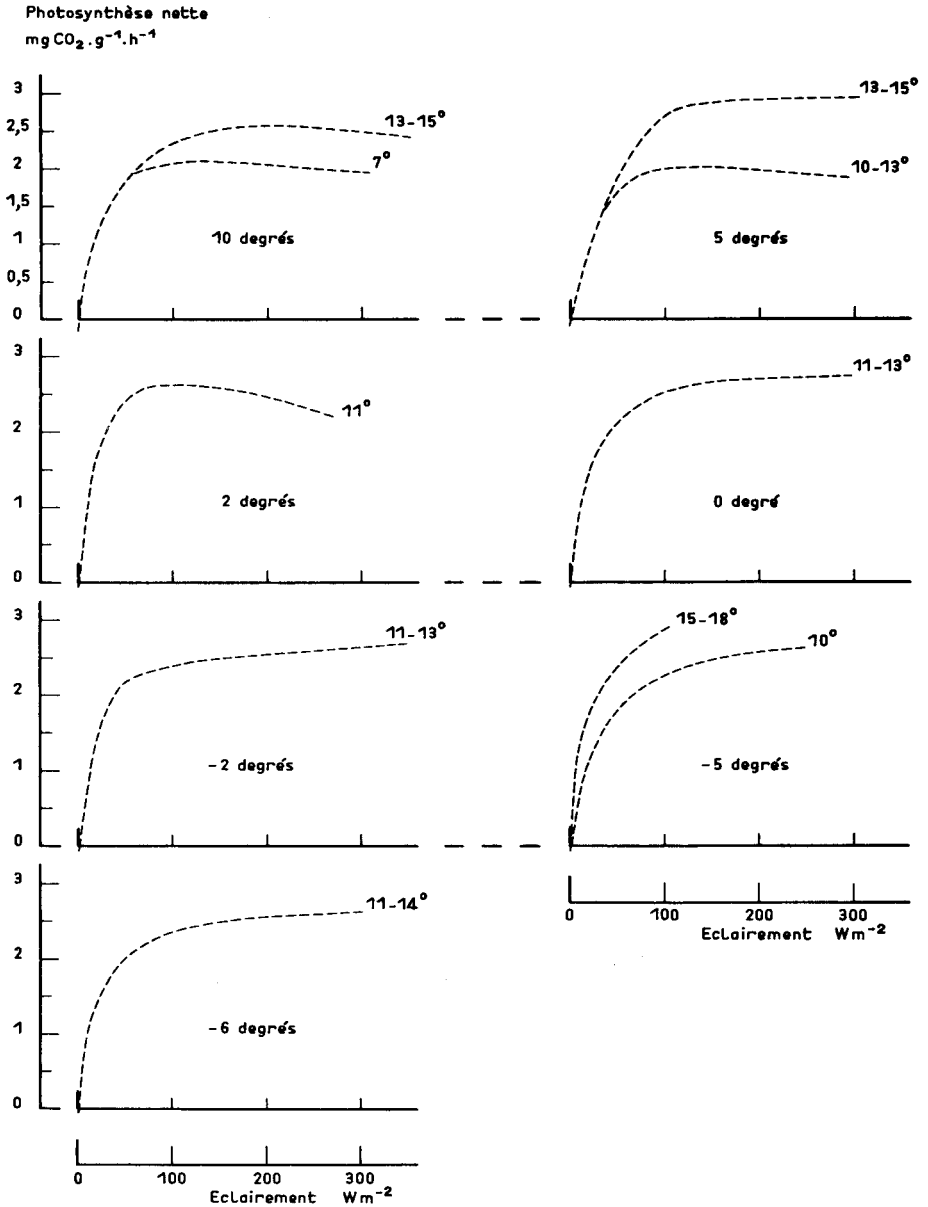 Photosynthèse nette
mg CO₂.g⁻¹.h⁻¹
3
2,5
2
1,5
1
0,5
0
13-15°
7°
10 degrés
13-15°
10-13°
5 degrés
3
2
1
0
11°
2 degrés
11-13°
0 degré
3
2
1
0
11-13°
-2 degrés
15-18°
10°
-5 degrés
0 100 200 300
Eclairement Wm⁻²
3
2
1
0
11-14°
-6 degrés
0 100 200 300
Eclairement Wm⁻²